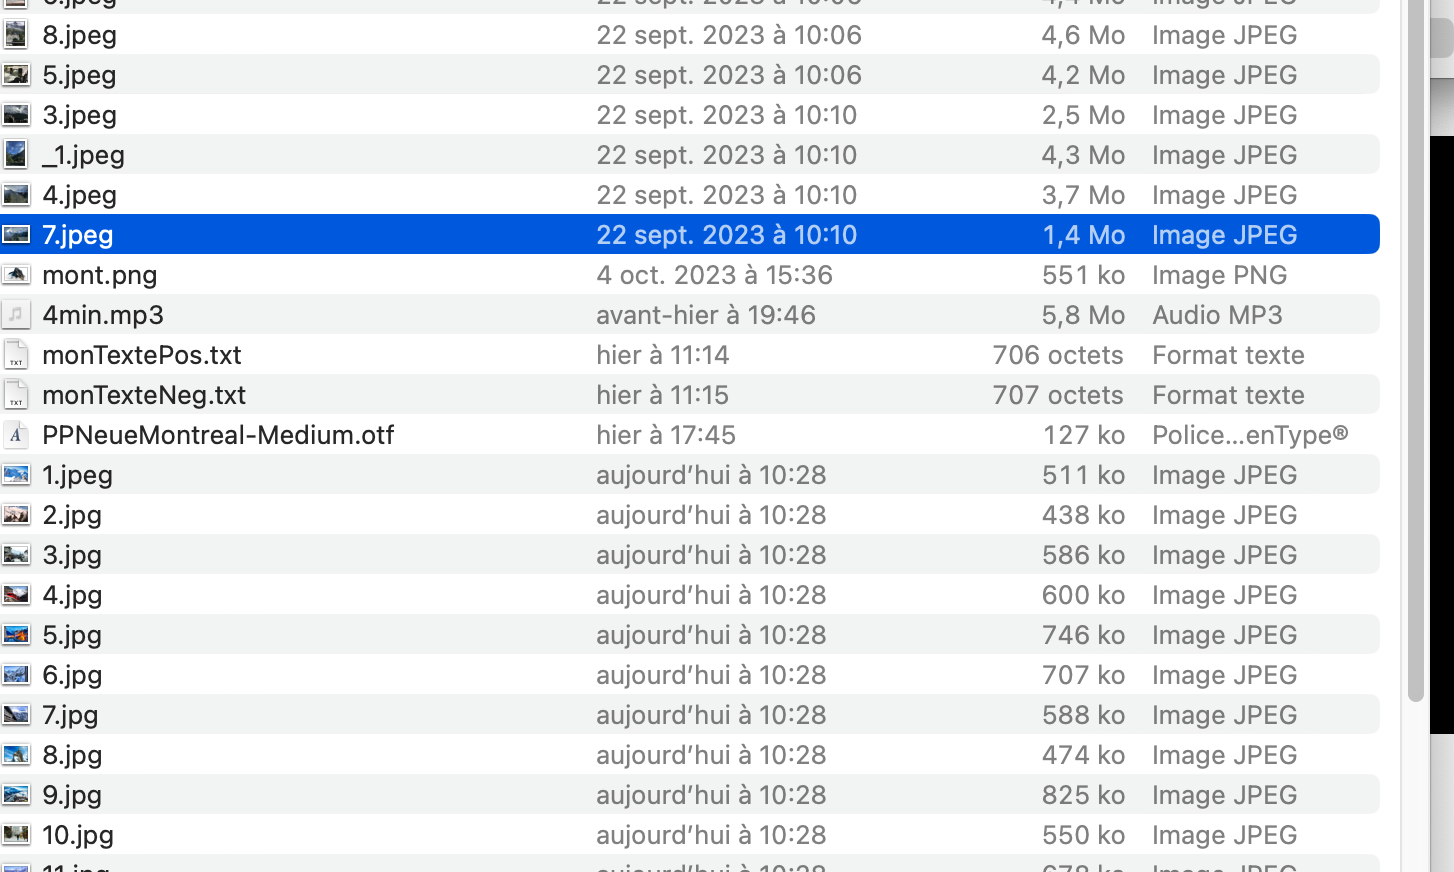 8.jpeg 22 sept. 2023 à 10:06 4,6 Mo Image JPEG
5.jpeg 22 sept. 2023 à 10:06 4,2 Mo Image JPEG
3.jpeg 22 sept. 2023 à 10:10 2,5 Mo Image JPEG
_1.jpeg 22 sept. 2023 à 10:10 4,3 Mo Image JPEG
4.jpeg 22 sept. 2023 à 10:10 3,7 Mo Image JPEG
7.jpeg 22 sept. 2023 à 10:10 1,4 Mo Image JPEG
mont.png 4 oct. 2023 à 15:36 551 ko Image PNG
4min.mp3 avant-hier à 19:46 5,8 Mo Audio MP3
monTextePos.txt hier à 11:14 706 octets Format texte
monTexteNeg.txt hier à 11:15 707 octets Format texte
PPNeueMontreal-Medium.otf hier à 17:45 127 ko Police...enType®
1.jpeg aujourd’hui à 10:28 511 ko Image JPEG
2.jpg aujourd’hui à 10:28 438 ko Image JPEG
3.jpg aujourd’hui à 10:28 586 ko Image JPEG
4.jpg aujourd’hui à 10:28 600 ko Image JPEG
5.jpg aujourd’hui à 10:28 746 ko Image JPEG
6.jpg aujourd’hui à 10:28 707 ko Image JPEG
7.jpg aujourd’hui à 10:28 588 ko Image JPEG
8.jpg aujourd’hui à 10:28 474 ko Image JPEG
9.jpg aujourd’hui à 10:28 825 ko Image JPEG
10.jpg aujourd’hui à 10:28 550 ko Image JPEG